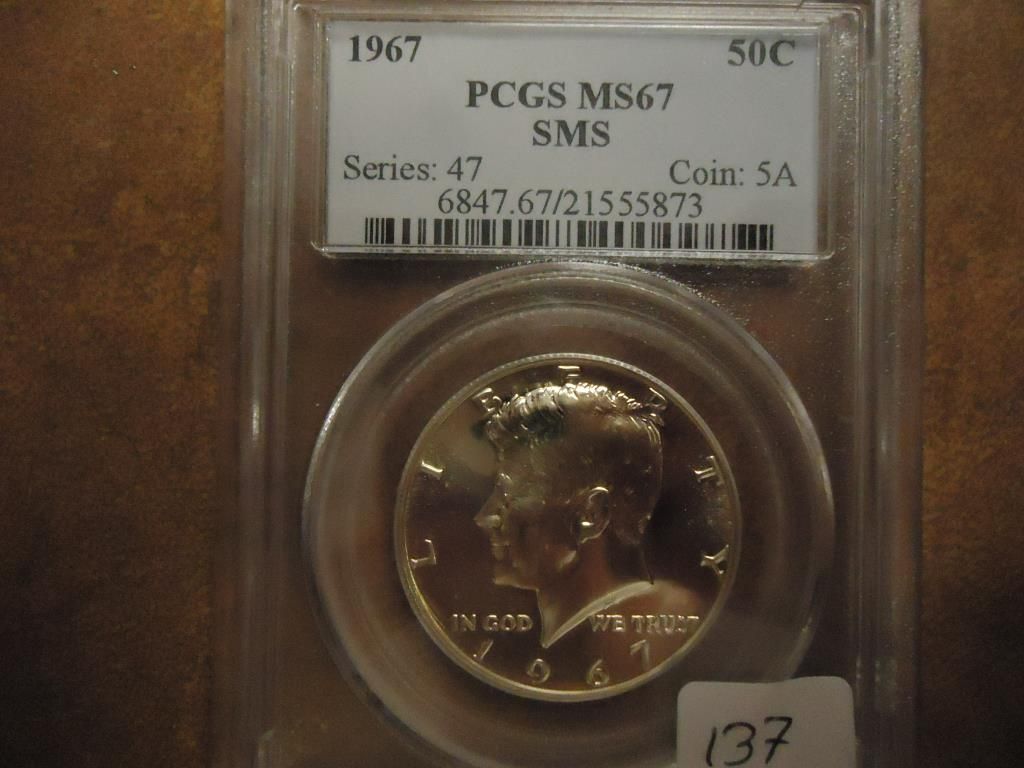 1967 50C
PCGS MS67
SMS
Series: 47 Coin: 5A
6847.67/21555873
LIBERTY
IN GOD WE TRUST
1967
137